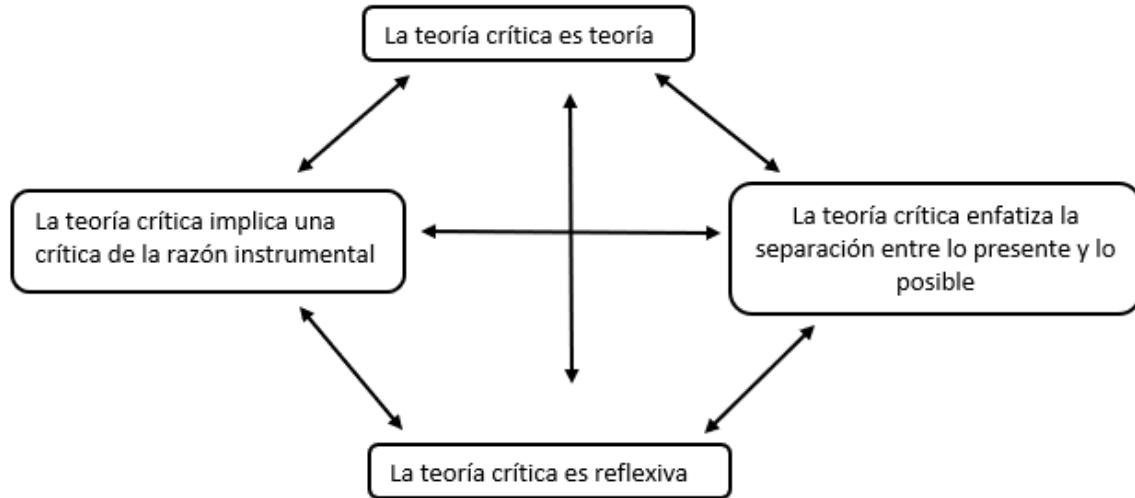 La teoría crítica es teoría
La teoría crítica implica una
crítica de la razón instrumental
La teoría crítica enfatiza la
separación entre lo presente y lo
posible
La teoría crítica es reflexiva